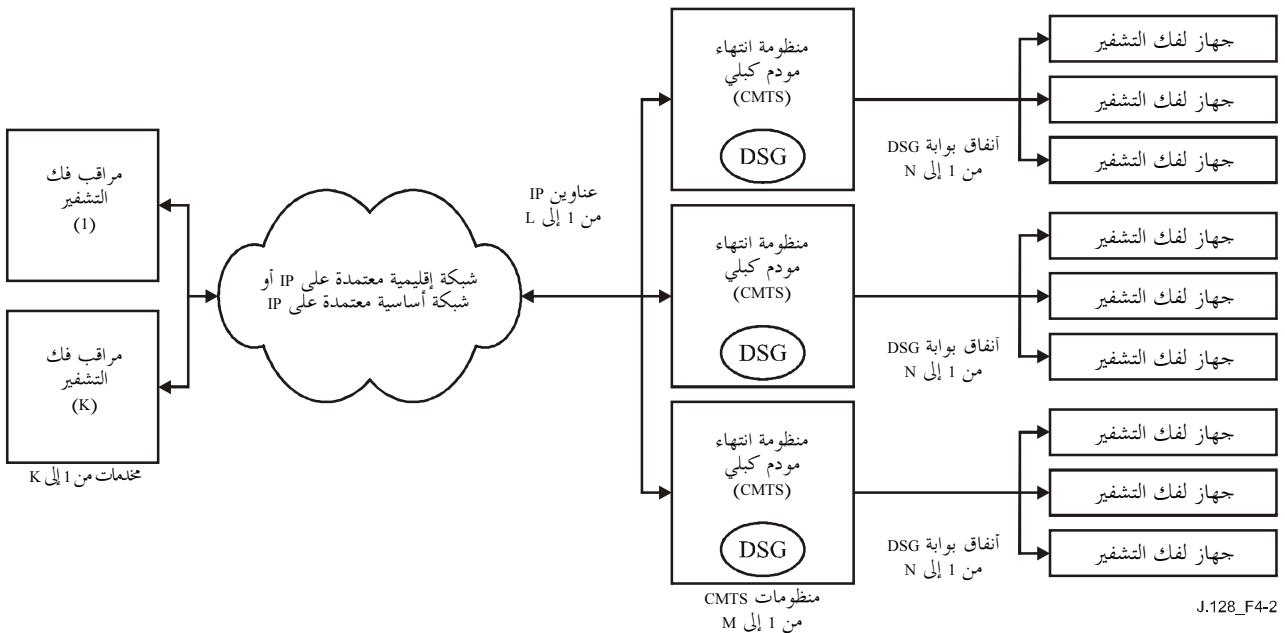 مراقب فك
التشفير
(1)
مراقب فك
التشفير
(K)
مخدمات من 1 إلى K
شبكة إقليمية معتمدة على IP أو
شبكة أساسية معتمدة على IP
عناوين IP
من 1 إلى L
منظومة انتهاء
مودم كبلي
(CMTS)
DSG
منظومة انتهاء
مودم كبلي
(CMTS)
DSG
منظومة انتهاء
مودم كبلي
(CMTS)
DSG
منظومات CMTS
من 1 إلى M
أنفاق بوابة DSG
من 1 إلى N
أنفاق بوابة DSG
من 1 إلى N
أنفاق بوابة DSG
من 1 إلى N
جهاز لفك التشفير
جهاز لفك التشفير
جهاز لفك التشفير
جهاز لفك التشفير
جهاز لفك التشفير
جهاز لفك التشفير
جهاز لفك التشفير
جهاز لفك التشفير
جهاز لفك التشفير
J.128_F4-2